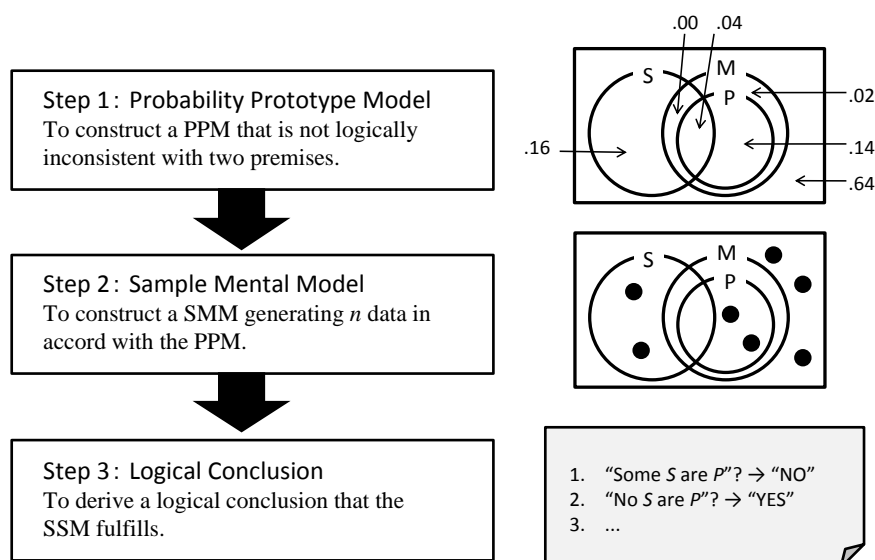 .00 .04
Step 1: Probability Prototype Model
To construct a PPM that is not logically
inconsistent with two premises.
S
M
P
.02
.16
.14
.64
Step 2: Sample Mental Model
To construct a SMM generating n data in
accord with the PPM.
S
M
P
Step 3: Logical Conclusion
To derive a logical conclusion that the
SSM fulfills.
1. “Some S are P”? → “NO”
2. “No S are P”? → “YES”
3. ...